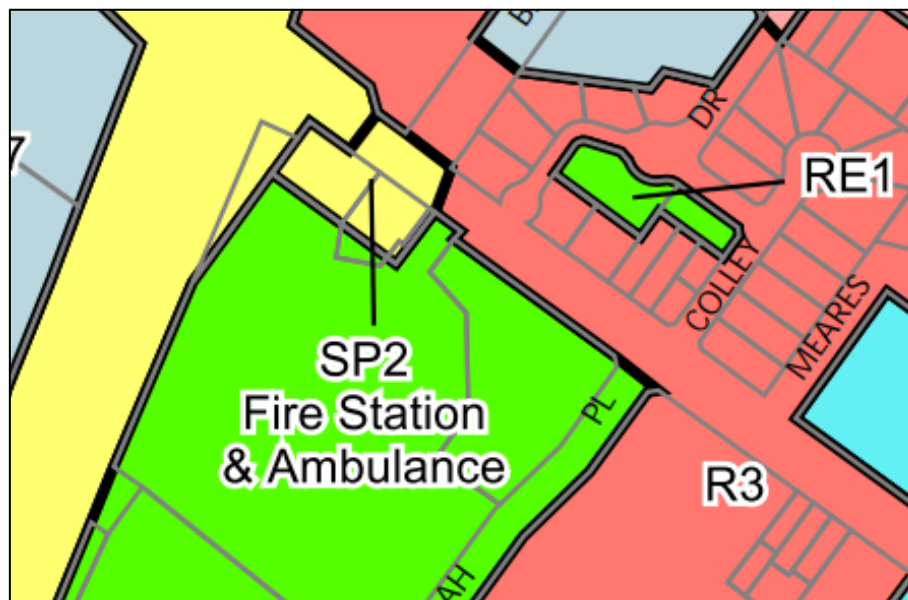 DR
7
RE1
COLLEY
MEARES
SP2
Fire Station
& Ambulance
PL
R3
AH